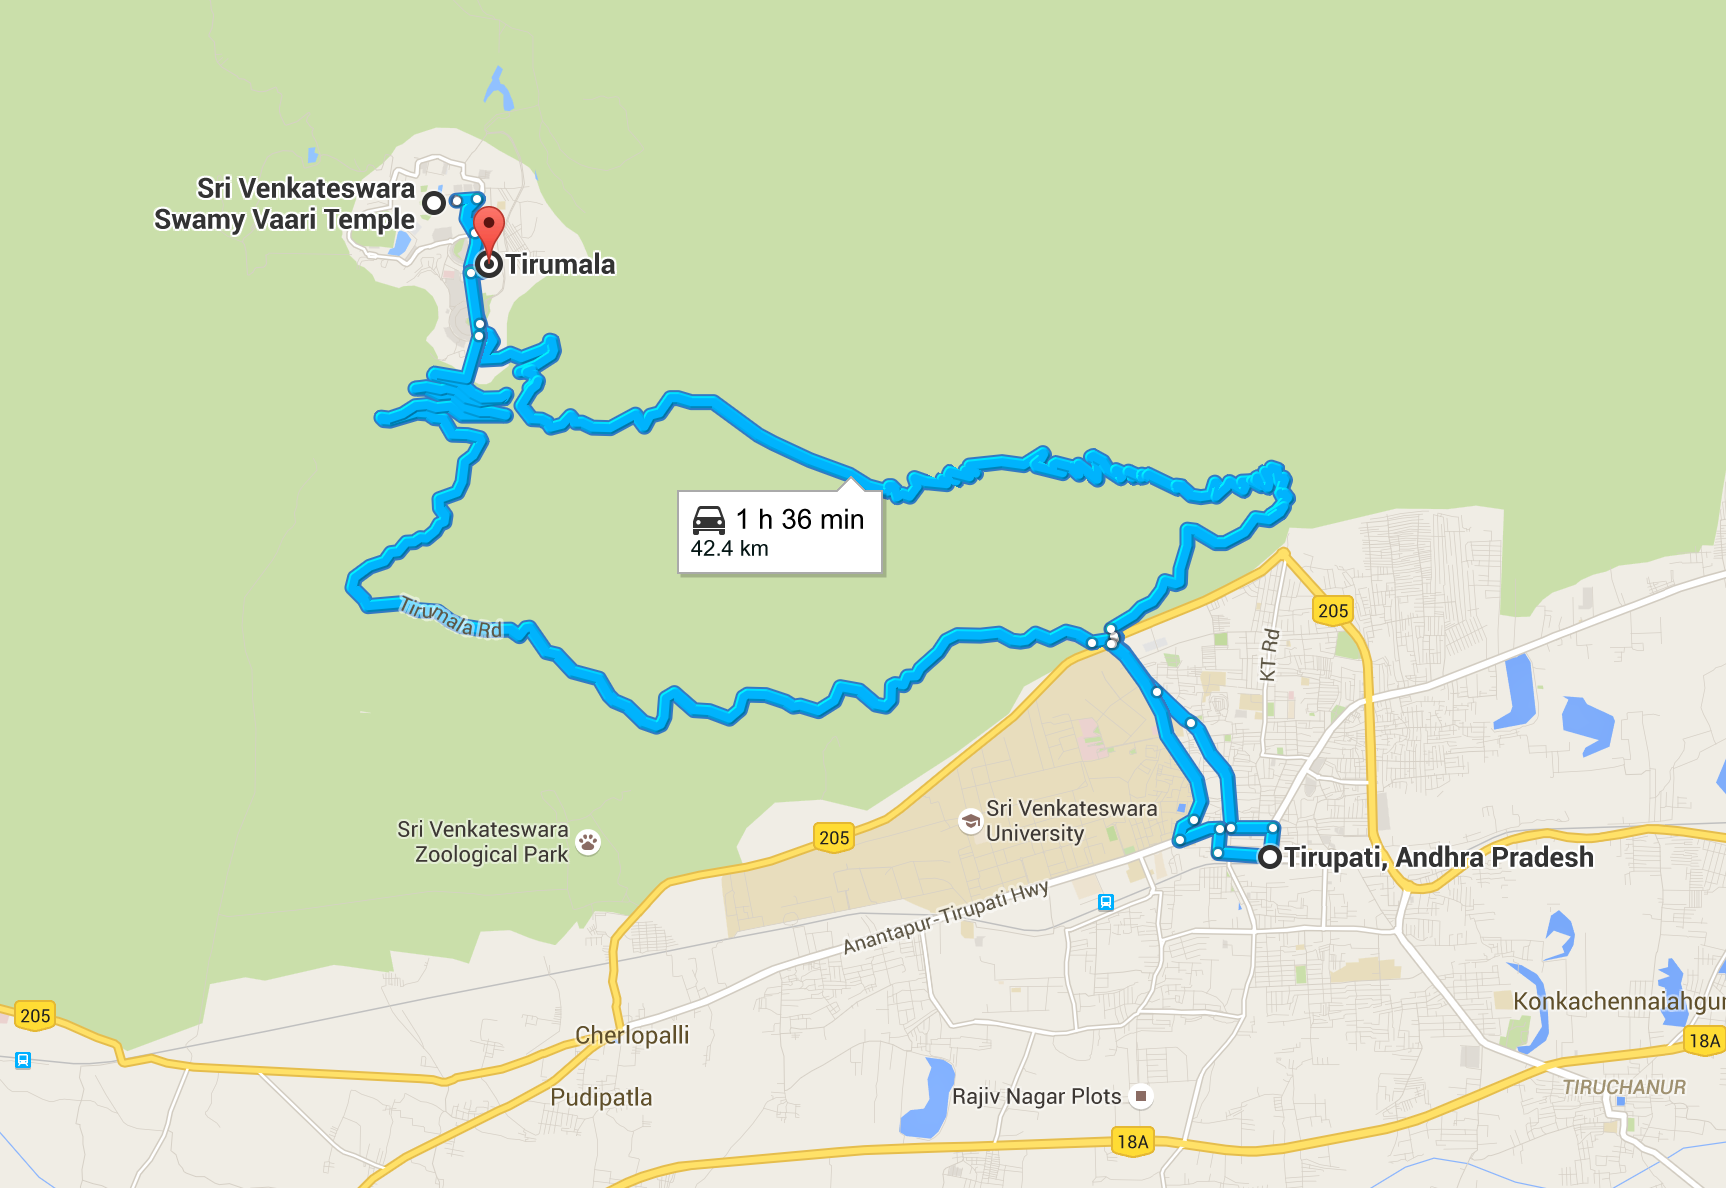 Sri Venkateswara
Swamy Vaari Temple
Tirumala
1 h 36 min
42.4 km
Tirumala Rd
205
KT Rd
Sri Venkateswara
University
Sri Venkateswara
Zoological Park
205
Tirupati, Andhra Pradesh
Anantapur-Tirupati Hwy
205
Konkachennaiahgun
Cherlopalli
18A
Pudipatla
Rajiv Nagar Plots
TIRUCHANUR
18A